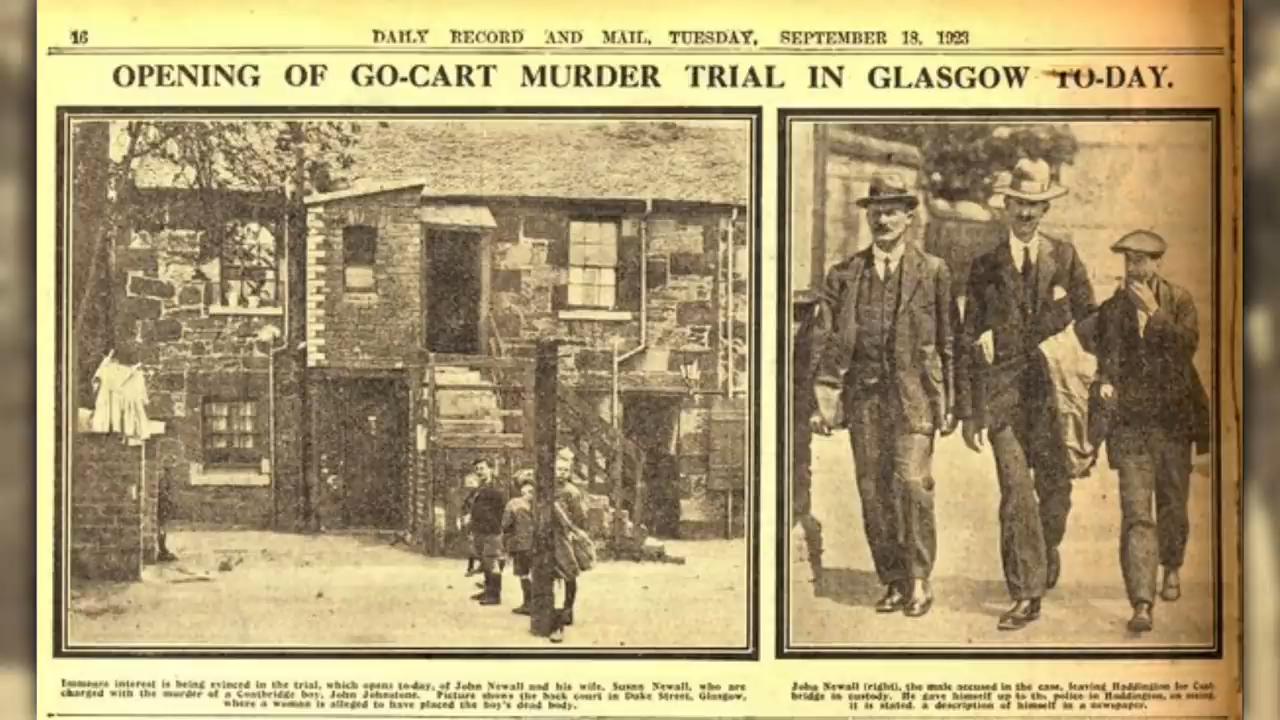 16
DAILY RECORD AND MAIL, TUESDAY, SEPTEMBER 18, 1923
OPENING OF GO-CART MURDER TRIAL IN GLASGOW TO-DAY.
Immense interest is being evinced in the trial, which opens to-day, of John Newall and his wife, Susan Newall, who are
charged with the murder of a Coatbridge boy, John Johnstone. Picture shows the back court in Duke Street, Glasgow,
where a woman is alleged to have placed the boy's dead body.
John Newall (right), the male accused in the case, leaving Haddington for Coat-
bridge in custody. He gave himself up to the police in Haddington, on seeing,
it is stated, a description of himself in a newspaper.